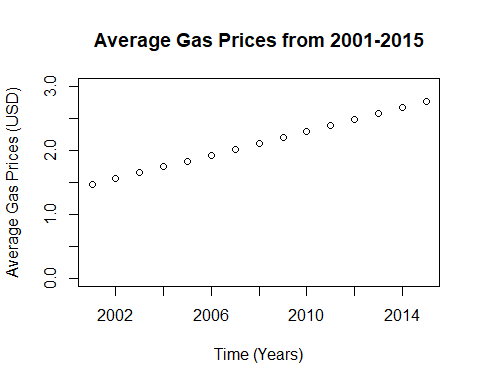 Average Gas Prices from 2001-2015
Average Gas Prices (USD)
3.0
2.0
1.0
0.0
2002 2006 2010 2014
Time (Years)